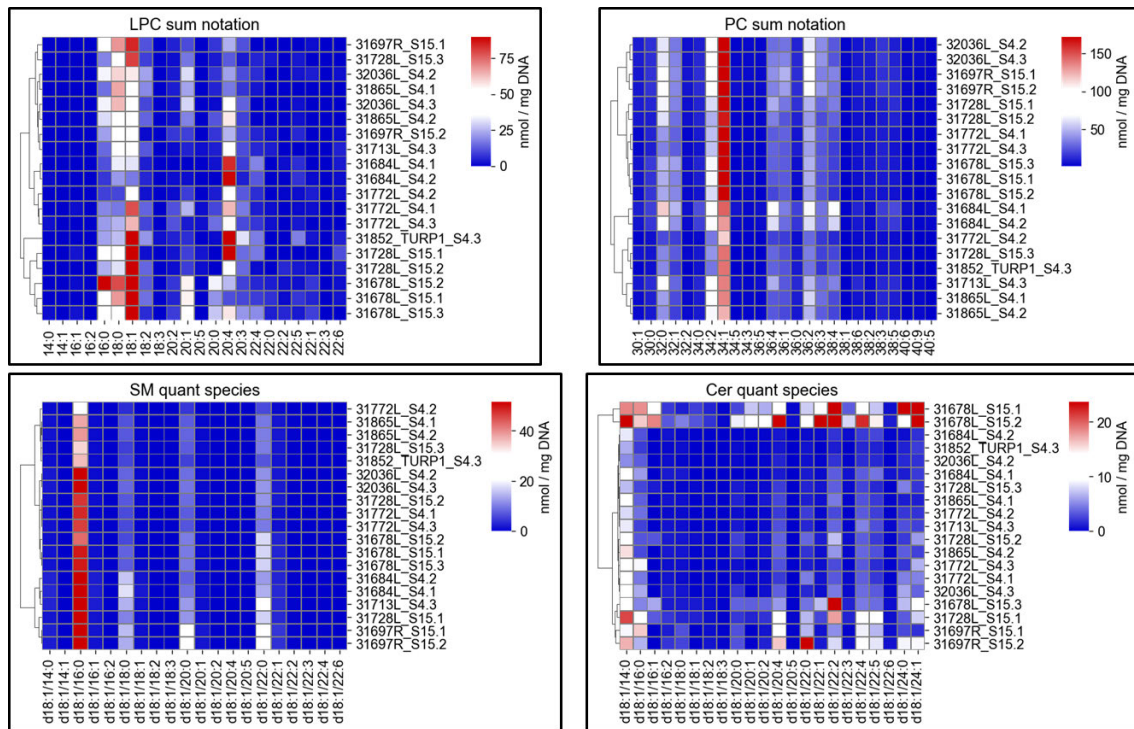 LPC sum notation
31697R_S15.1
31728L_S15.3
32036L_S4.2
31865L_S4.1
32036L_S4.3
31865L_S4.2
31697R_S15.2
31713L_S4.3
31684L_S4.1
31684L_S4.2
31772L_S4.2
31772L_S4.1
31772L_S4.3
31852_TURP1_S4.3
31728L_S15.1
31728L_S15.2
31678L_S15.2
31678L_S15.1
31678L_S15.3
75
50
25
0
nmol / mg DNA
14:0
14:1
16:1
16:2
16:0
18:0
18:1
18:2
18:3
20:2
20:1
20:5
20:0
20:4
20:3
22:4
22:0
22:2
22:5
22:1
22:3
22:6
PC sum notation
32036L_S4.2
32036L_S4.3
31697R_S15.1
31697R_S15.2
31728L_S15.1
31728L_S15.2
31772L_S4.1
31772L_S4.3
31678L_S15.3
31678L_S15.1
31678L_S15.2
31684L_S4.1
31684L_S4.2
31772L_S4.2
31728L_S15.3
31852_TURP1_S4.3
31713L_S4.3
31865L_S4.1
31865L_S4.2
150
100
50
nmol / mg DNA
30:1
30:0
32:0
32:1
32:2
34:0
34:2
34:1
34:5
34:3
36:5
36:4
36:1
36:0
36:2
36:3
38:4
38:1
38:6
38:2
38:3
38:5
40:6
40:9
40:5
SM quant species
31772L_S4.2
31865L_S4.1
31865L_S4.2
31728L_S15.3
31852_TURP1_S4.3
32036L_S4.2
32036L_S4.3
31728L_S15.2
31772L_S4.1
31772L_S4.3
31678L_S15.2
31678L_S15.1
31678L_S15.3
31684L_S4.2
31684L_S4.1
31713L_S4.3
31728L_S15.1
31697R_S15.1
31697R_S15.2
40
20
0
nmol / mg DNA
d18:1/14:0
d18:1/14:1
d18:1/16:0
d18:1/16:1
d18:1/16:2
d18:1/18:0
d18:1/18:1
d18:1/18:2
d18:1/18:3
d18:1/20:0
d18:1/20:1
d18:1/20:2
d18:1/20:4
d18:1/20:5
d18:1/22:0
d18:1/22:1
d18:1/22:2
d18:1/22:3
d18:1/22:4
d18:1/22:6
Cer quant species
31678L_S15.1
31678L_S15.2
31684L_S4.2
31852_TURP1_S4.3
32036L_S4.2
31684L_S4.1
31728L_S15.3
31865L_S4.1
31772L_S4.2
31713L_S4.3
31728L_S15.2
31865L_S4.2
31772L_S4.3
31772L_S4.1
32036L_S4.3
31678L_S15.3
31728L_S15.1
31697R_S15.1
31697R_S15.2
20
10
0
nmol / mg DNA
d18:1/14:0
d18:1/16:0
d18:1/16:1
d18:1/16:2
d18:1/18:0
d18:1/18:1
d18:1/18:2
d18:1/18:3
d18:1/20:0
d18:1/20:1
d18:1/20:2
d18:1/20:4
d18:1/20:5
d18:1/22:0
d18:1/22:1
d18:1/22:2
d18:1/22:3
d18:1/22:4
d18:1/22:5
d18:1/22:6
d18:1/24:0
d18:1/24:1